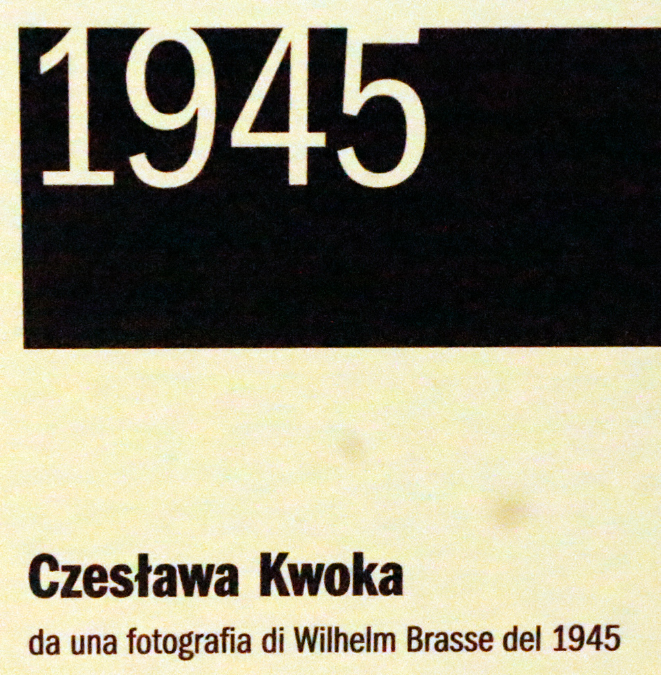 1945
Czesława Kwoka
da una fotografia di Wilhelm Brasse del 1945